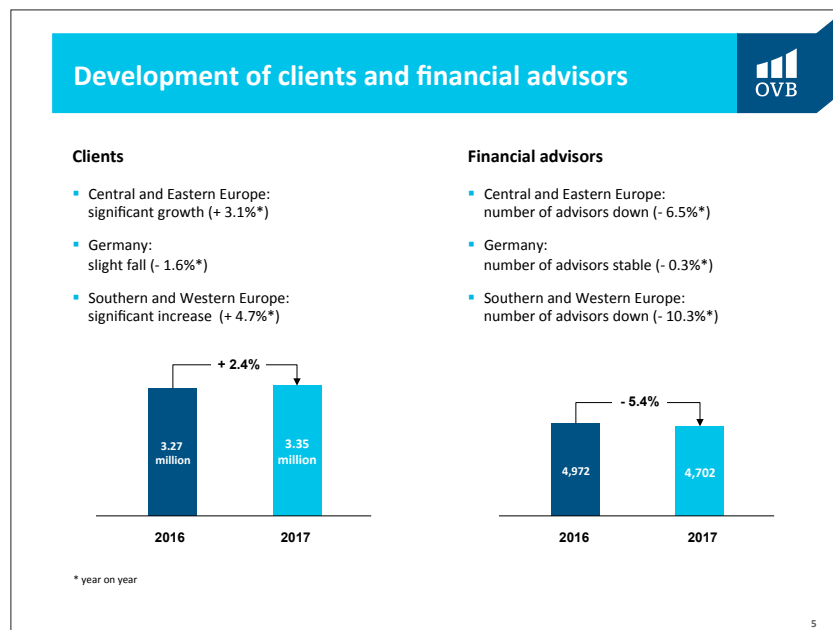 Development of clients and financial advisors
OVB
Clients
▪ Central and Eastern Europe:
significant growth (+ 3.1%*)
▪ Germany:
slight fall (- 1.6%*)
▪ Southern and Western Europe:
significant increase (+ 4.7%*)
+ 2.4%
3.27
million
3.35
million
2016
2017
Financial advisors
▪ Central and Eastern Europe:
number of advisors down (- 6.5%*)
▪ Germany:
number of advisors stable (- 0.3%*)
▪ Southern and Western Europe:
number of advisors down (- 10.3%*)
- 5.4%
4,972
4,702
2016
2017
* year on year
5